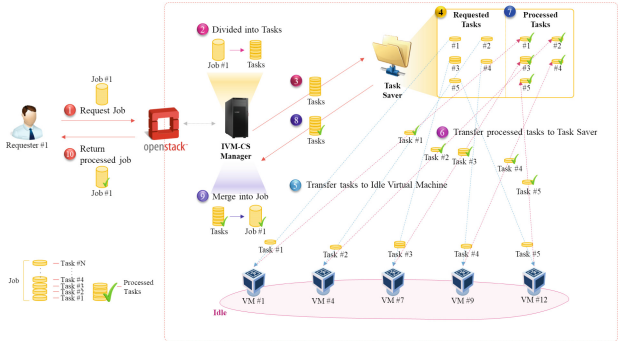 2 Divided into Tasks
Job #1
Tasks
4
Requested
Tasks
7
Processed
Tasks
#1
#2
#3
#4
#5
#1
#2
#3
#4
#5
Job #1
1 Request Job
Requester #1
10 Return
processed job
Job #1
openstack
IVM-CS
Manager
3
Tasks
8
Tasks
Task
Saver
6 Transfer processed tasks to Task Saver
Task #1
Task #2
Task #3
Task #4
Task #5
5 Transfer tasks to Idle Virtual Machine
9 Merge into Job
Tasks
Job #1
Task #1
Task #2
Task #3
Task #4
Task #5
VM #1
VM #4
VM #7
VM #9
VM #12
Idle
Job
Task #N
Task #4
Task #3
Task #2
Task #1
Processed
Tasks